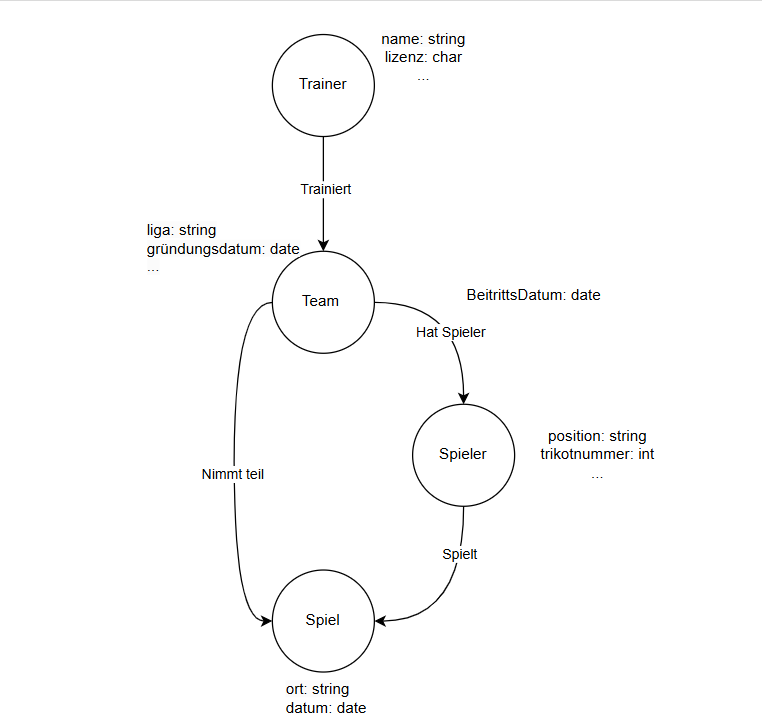 name: string
lizenz: char
...
Trainer
Trainiert
liga: string
gründungsdatum: date
...
Team
BeitrittsDatum: date
Hat Spieler
Spieler
position: string
trikotnummer: int
...
Nimmt teil
Spielt
Spiel
ort: string
datum: date